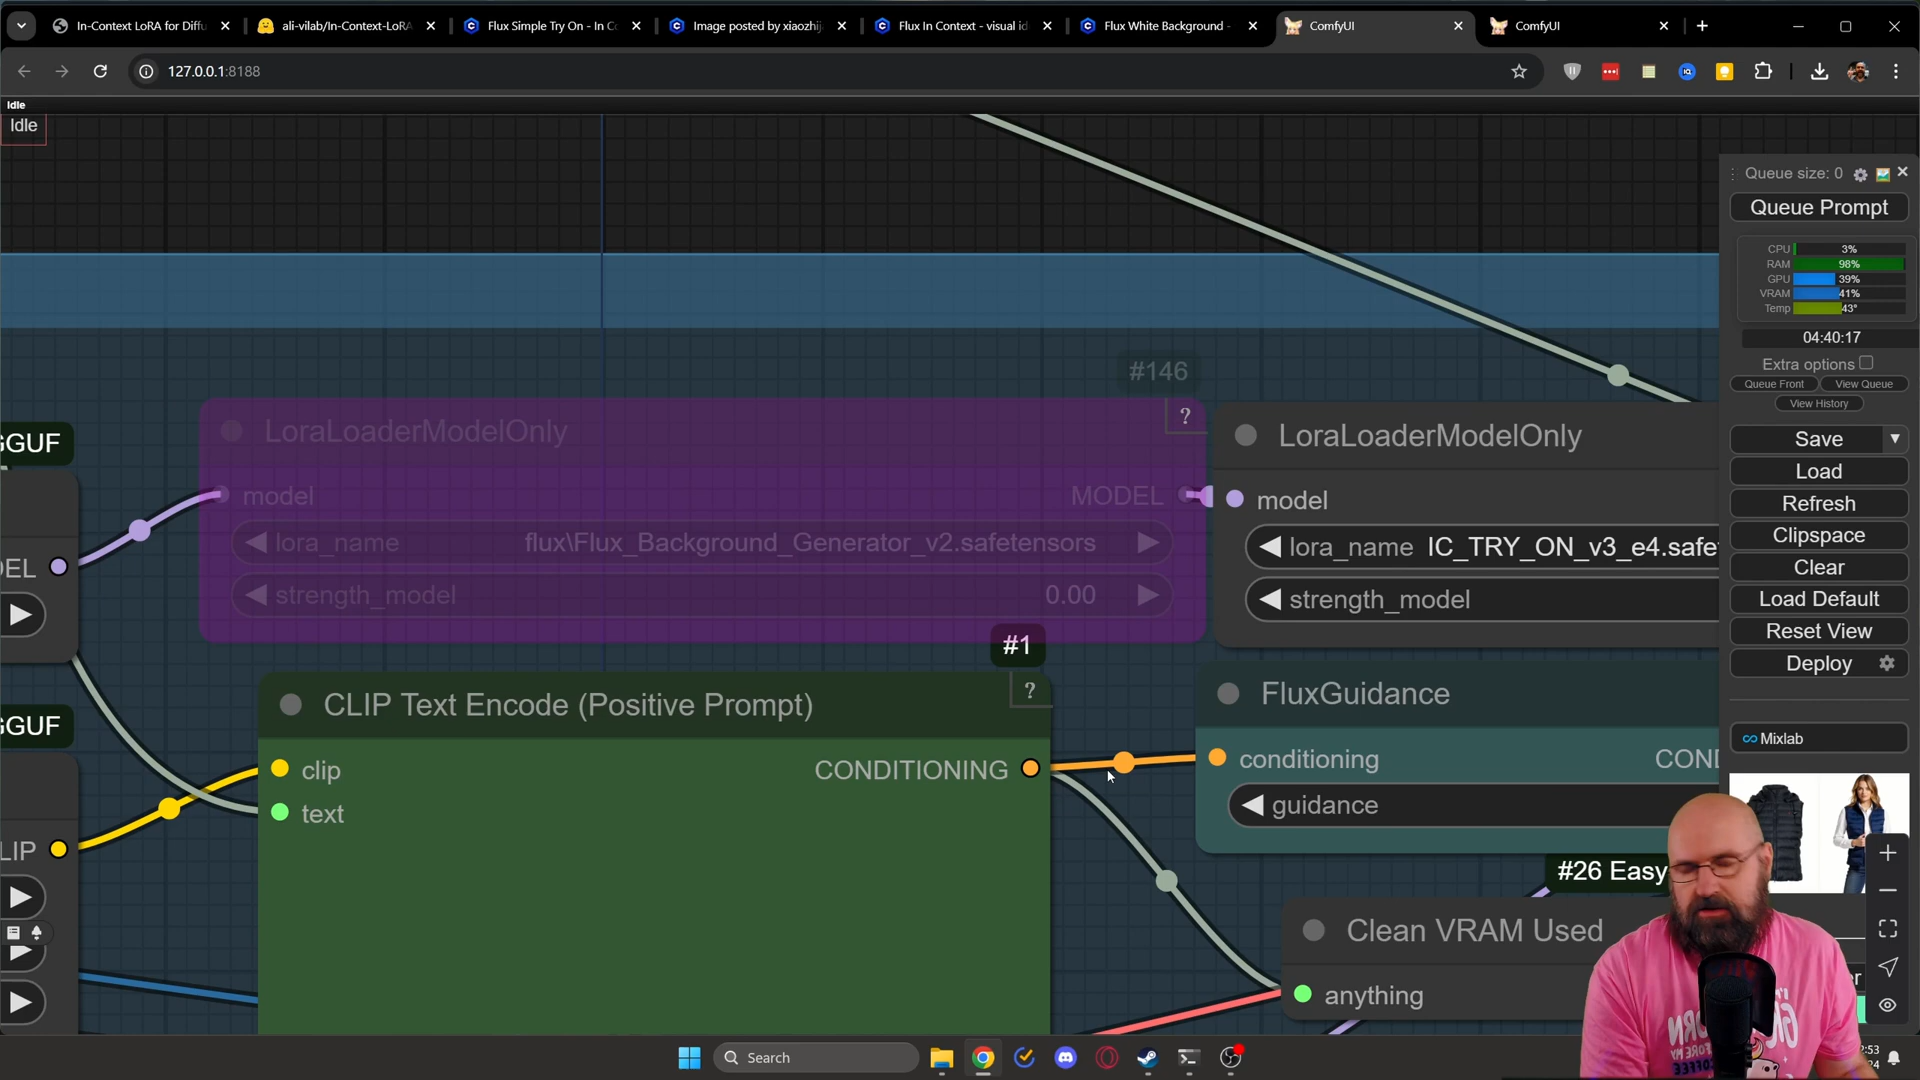 In-Context LoRA for Diffu
ali-vilab/In-Context-LoRA
Flux Simple Try On - In Co
Image posted by xiaozhij
Flux In Context - visual id
Flux White Background -
ComfyUI
ComfyUI
127.0.0.1:8188
Idle
Idle
Queue size: 0
Queue Prompt
CPU 3%
RAM 98%
GPU 39%
VRAM 41%
Temp 43°
04:40:17
Extra options
Queue Front View Queue
View History
Save
Load
Refresh
Clipspace
Clear
Load Default
Reset View
Deploy
Mixlab
#146
GGUF
LoraLoaderModelOnly
?
model MODEL
lora_name flux\Flux_Background_Generator_v2.safetensors
strength_model 0.00
LoraLoaderModelOnly
model
lora_name IC_TRY_ON_v3_e4.safe
strength_model
DEL
#1
GGUF
CLIP Text Encode (Positive Prompt)
?
clip CONDITIONING
text
LIP
FluxGuidance
conditioning COND
guidance
#26 Easy
Clean VRAM Used
anything
Search